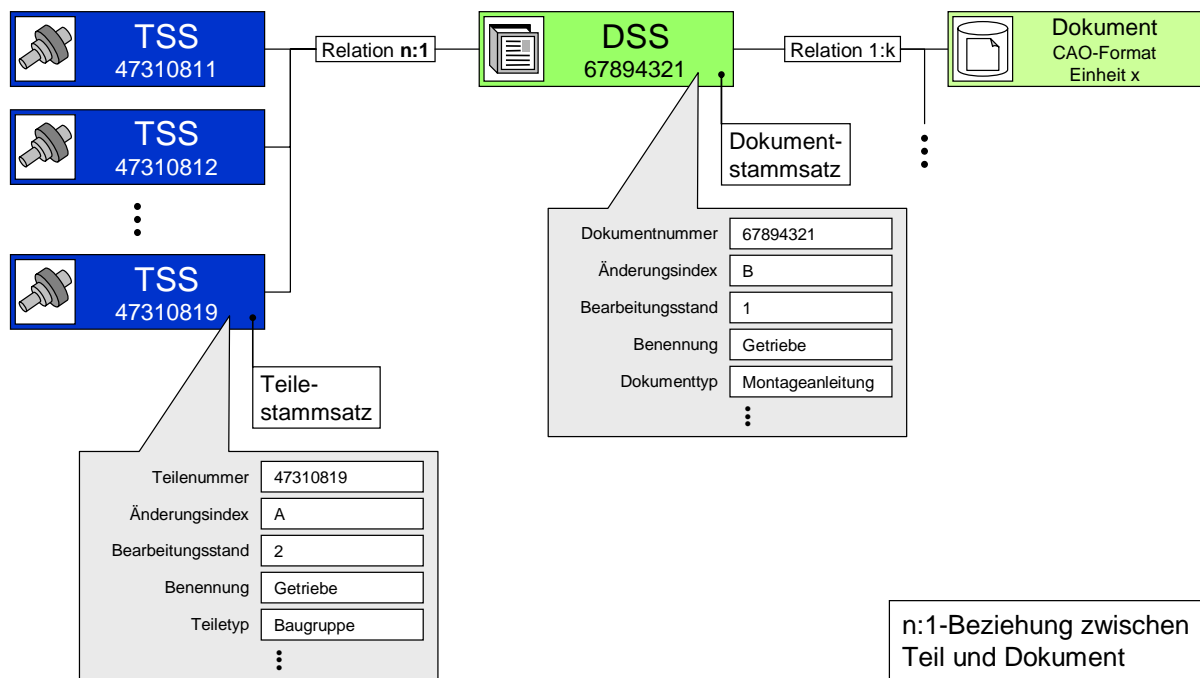 TSS
47310811
Relation n:1
DSS
67894321
Relation 1:k
Dokument
CAO-Format
Einheit x
TSS
47310812
Dokument-
stammsatz
TSS
47310819
Teile-
stammsatz
Dokumentnummer 67894321
Änderungsindex B
Bearbeitungsstand 1
Benennung Getriebe
Dokumenttyp Montageanleitung
Teilenummer 47310819
Änderungsindex A
Bearbeitungsstand 2
Benennung Getriebe
Teiletyp Baugruppe
n:1-Beziehung zwischen
Teil und Dokument